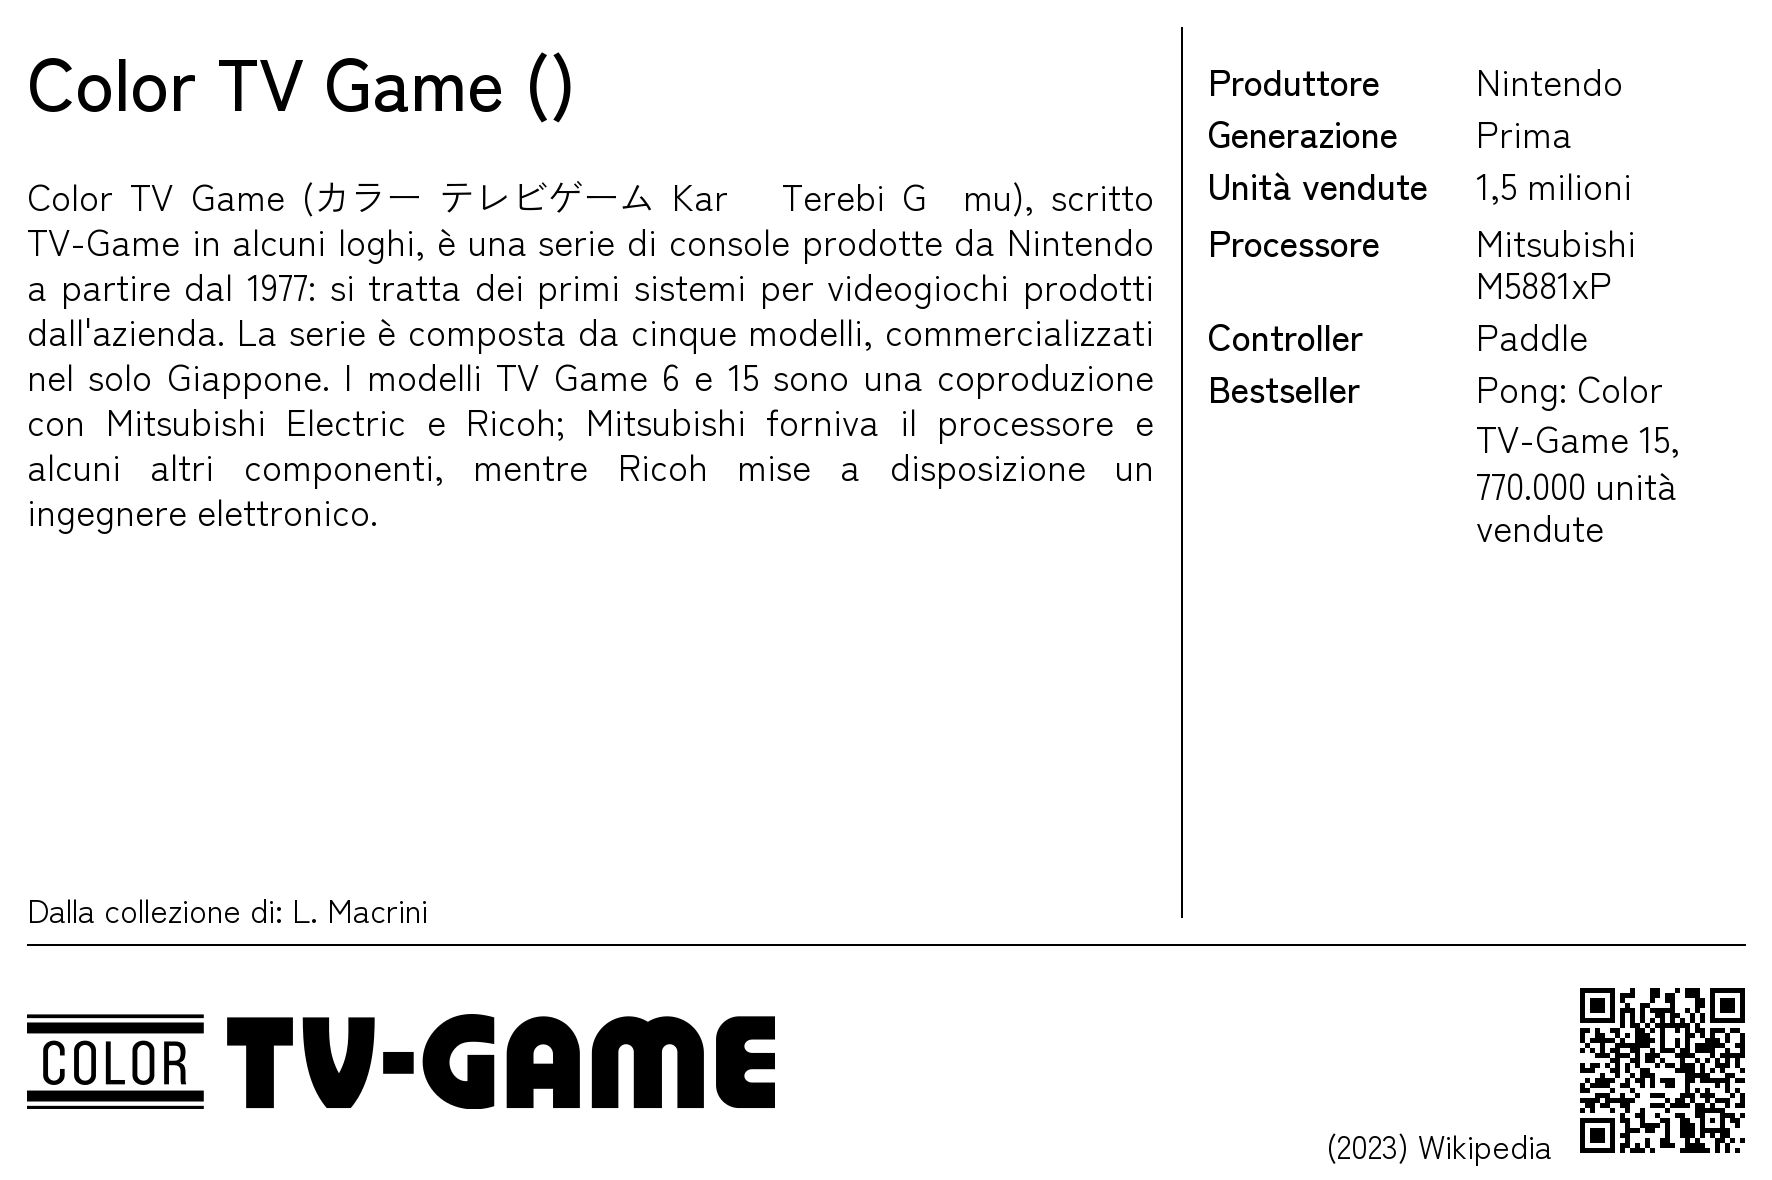 Color TV Game ()
Color TV Game (カラー テレビゲーム Kar   Terebi G  mu), scritto
TV-Game in alcuni loghi, è una serie di console prodotte da Nintendo
a partire dal 1977: si tratta dei primi sistemi per videogiochi prodotti
dall'azienda. La serie è composta da cinque modelli, commercializzati
nel solo Giappone. I modelli TV Game 6 e 15 sono una coproduzione
con Mitsubishi Electric e Ricoh; Mitsubishi forniva il processore e
alcuni altri componenti, mentre Ricoh mise a disposizione un
ingegnere elettronico.
Dalla collezione di: L. Macrini
Produttore Nintendo
Generazione Prima
Unità vendute 1,5 milioni
Processore Mitsubishi
M5881xP
Controller Paddle
Bestseller Pong: Color
TV-Game 15,
770.000 unità
vendute
COLOR TV-GAME
(2023) Wikipedia